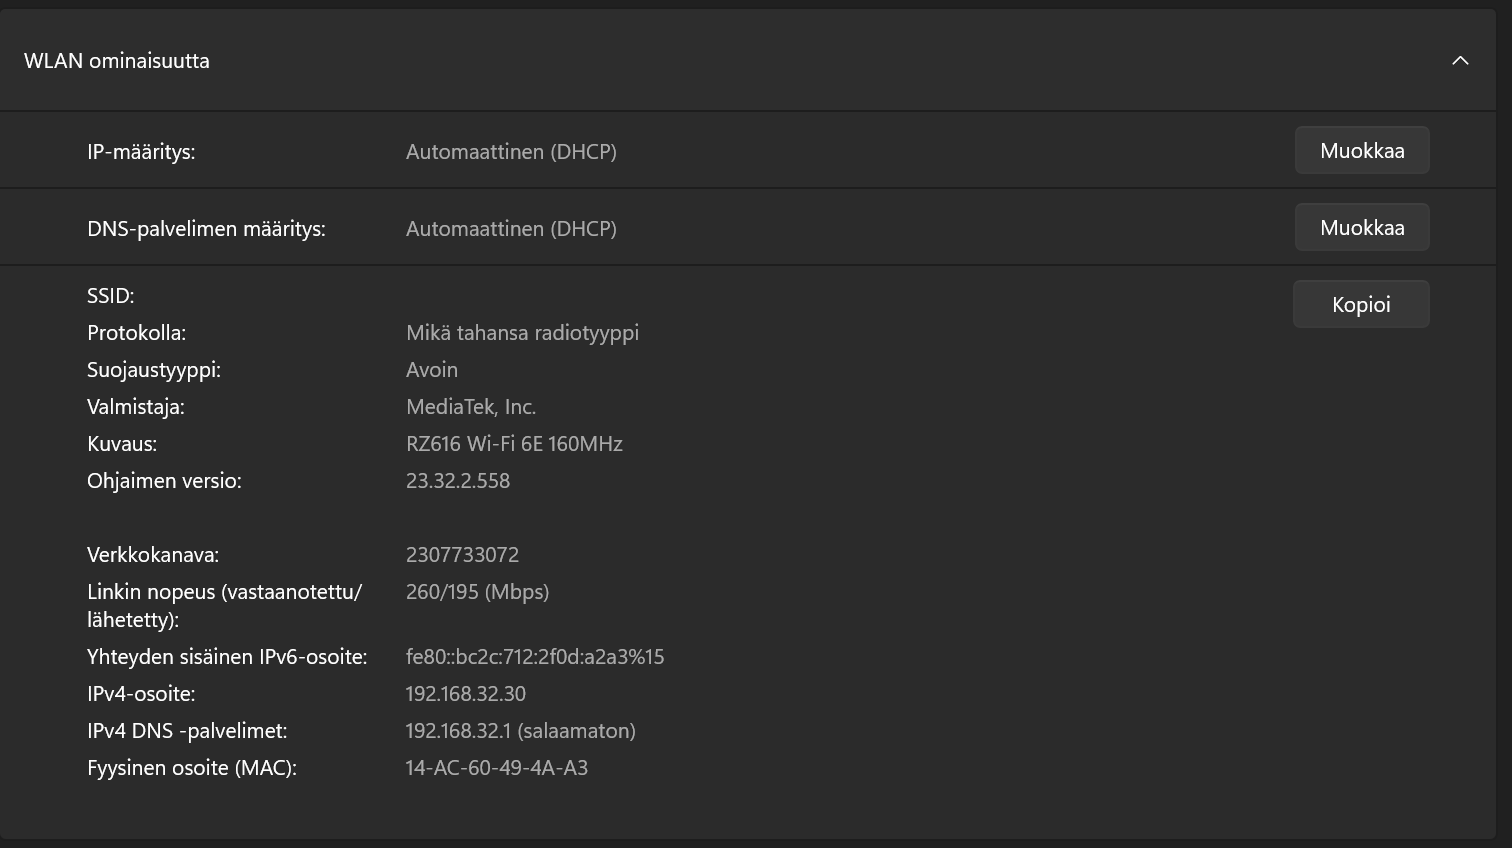 WLAN ominaisuutta
IP-määritys: Automaattinen (DHCP) Muokkaa
DNS-palvelimen määritys: Automaattinen (DHCP) Muokkaa
SSID: Kopioi
Protokolla: Mikä tahansa radiotyyppi
Suojaustyyppi: Avoin
Valmistaja: MediaTek, Inc.
Kuvaus: RZ616 Wi-Fi 6E 160MHz
Ohjaimen versio: 23.32.2.558
Verkkokanava: 2307733072
Linkin nopeus (vastaanotettu/ 260/195 (Mbps)
lähetetty):
Yhteyden sisäinen IPv6-osoite: fe80::bc2c:712:2f0d:a2a3%15
IPv4-osoite: 192.168.32.30
IPv4 DNS -palvelimet: 192.168.32.1 (salaamaton)
Fyysinen osoite (MAC): 14-AC-60-49-4A-A3